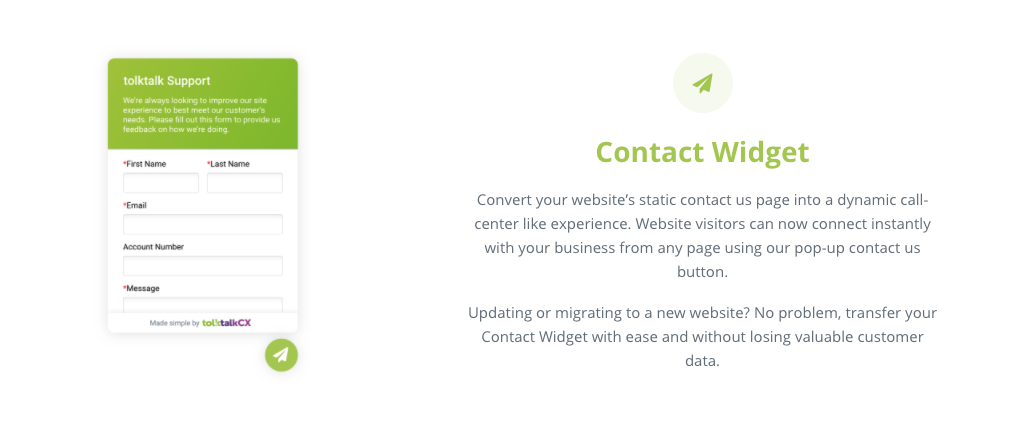 tolktalk Support
We're always looking to improve our site
experience to best meet our customer's
needs. Please fill out this form to provide us
feedback on how we're doing.
*First Name
*Last Name
*Email
Account Number
*Message
Made simple by tolktalkCX
Contact Widget
Convert your website’s static contact us page into a dynamic call-
center like experience. Website visitors can now connect instantly
with your business from any page using our pop-up contact us
button.
Updating or migrating to a new website? No problem, transfer your
Contact Widget with ease and without losing valuable customer
data.